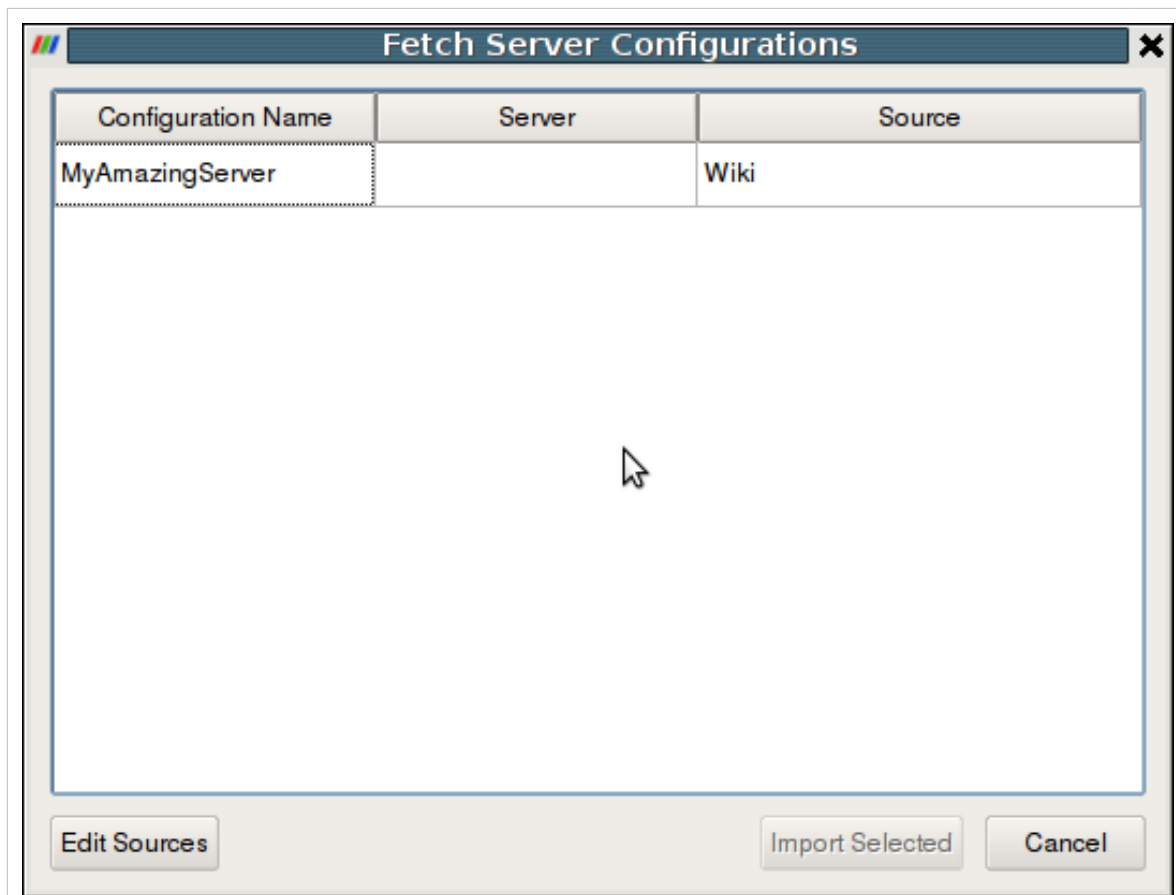 Fetch Server Configurations
Configuration Name Server Source
MyAmazingServer Wiki
Edit Sources Import Selected Cancel